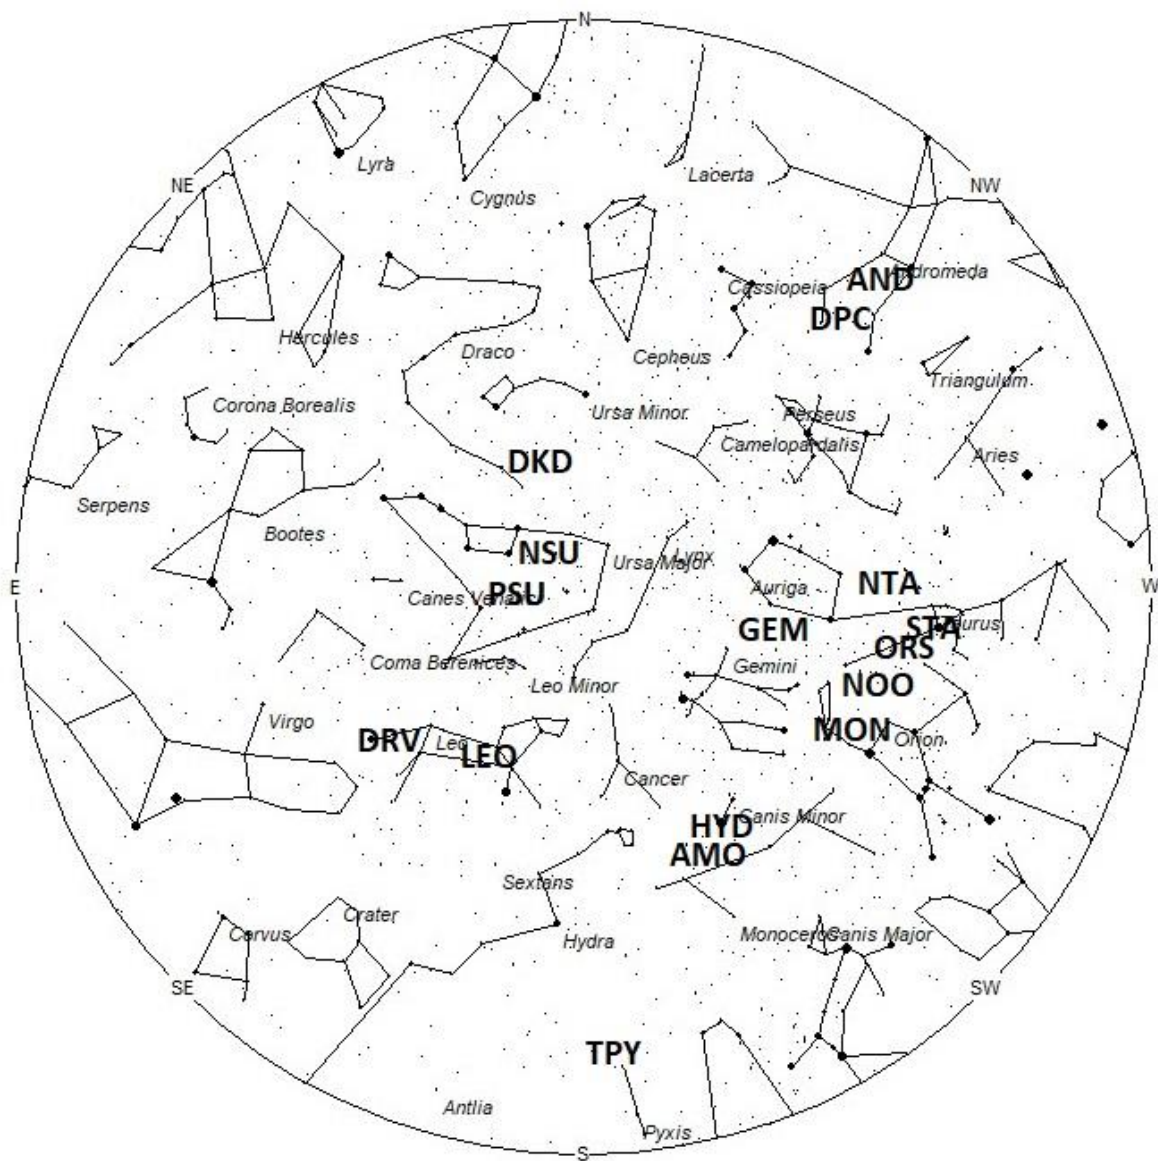 N
Lyra
Lacerta
NE
NW
Cygnus
AND
Andromeda
Cassiopeia
DPC
Hercules
Draco
Cepheus
Triangulum
Corona Borealis
Ursa Minor
Perseus
Camelopardalis
Aries
DKD
Serpens
Bootes
NSU
Ursa Major
Lynx
E
PSU
Auriga
NTA
W
Canes Venatic
GEM
STA
Taurus
ORS
Coma Berenices
Gemini
Leo Minor
NOO
Virgo
DRV
Leo
LEO
MON
Orion
Cancer
HYD
Canis Minor
AMO
Sextans
Crater
Corvus
Hydra
Monoceros
Canis Major
SE
SW
TPY
Antlia
Pyxis
S